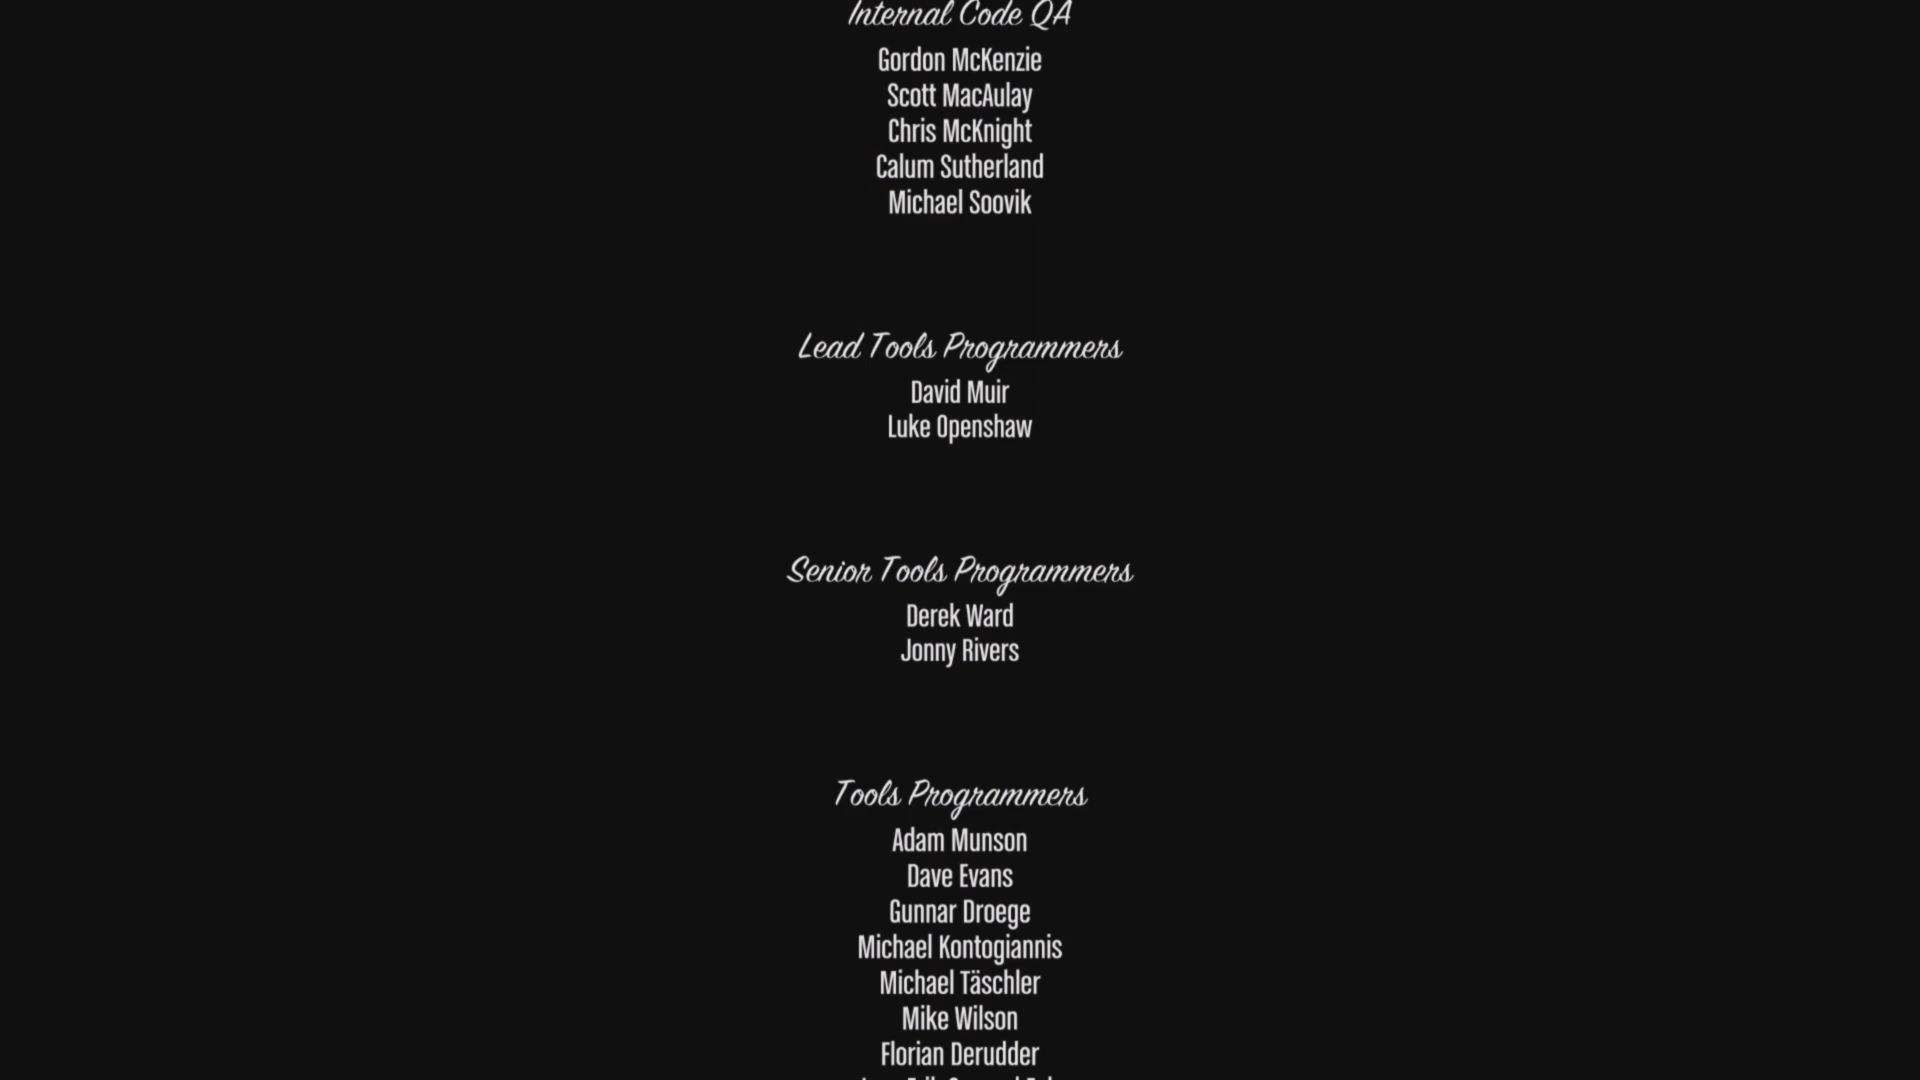 Internal Code QA
Gordon McKenzie
Scott MacAulay
Chris McKnight
Calum Sutherland
Michael Soovik
Lead Tools Programmers
David Muir
Luke Openshaw
Senior Tools Programmers
Derek Ward
Jonny Rivers
Tools Programmers
Adam Munson
Dave Evans
Gunnar Droege
Michael Kontogiannis
Michael Täschler
Mike Wilson
Florian Derudder